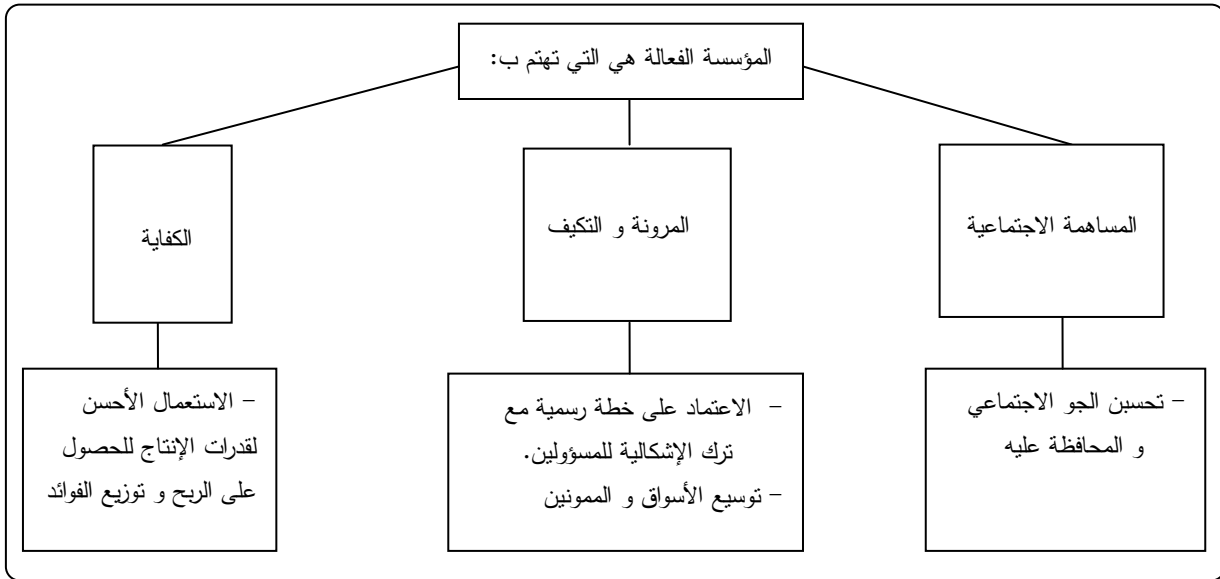 المؤسسة الفعالة هي التي تهتم ب:
المساهمة الاجتماعية
المرونة و التكيف
الكفاية
– تحسبن الجو الاجتماعي
و المحافظة عليه
– الاعتماد على خطة رسمية مع
ترك الإشكالية للمسؤولين.
– توسيع الأسواق و الممونين
– الاستعمال الأحسن
لقدرات الإنتاج للحصول
على الربح و توزيع الفوائد